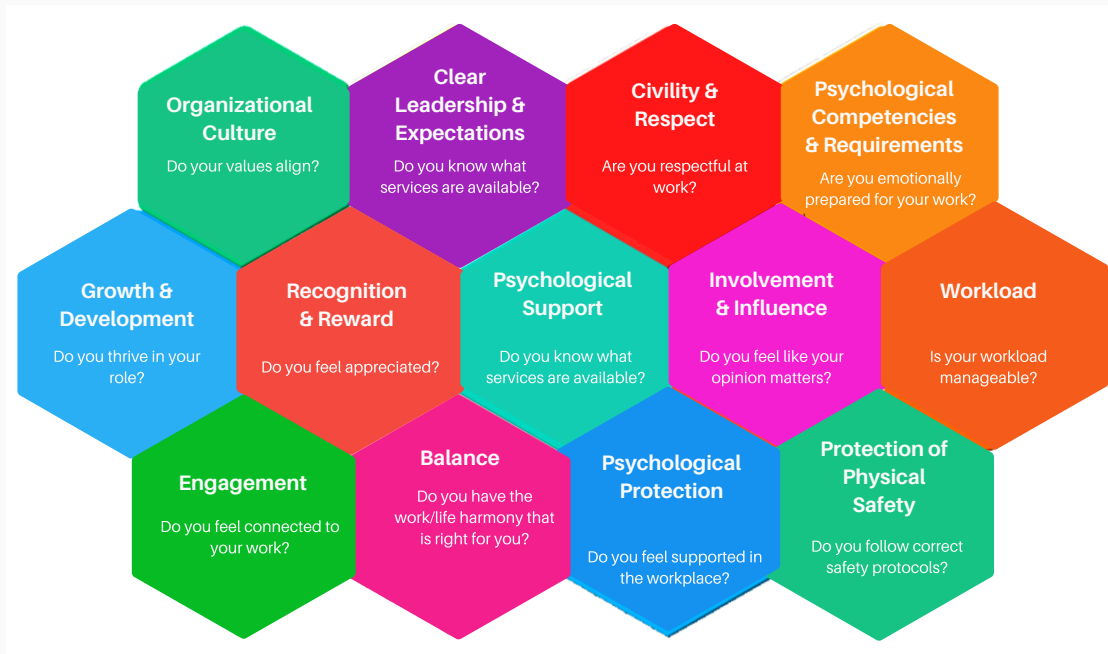 Organizational
Culture
Do your values align?
Clear
Leadership &
Expectations
Do you know what
services are available?
Civility &
Respect
Are you respectful at
work?
Psychological
Competencies
& Requirements
Are you emotionally
prepared for your work?
Growth &
Development
Do you thrive in your
role?
Recognition
& Reward
Do you feel appreciated?
Psychological
Support
Do you know what
services are available?
Involvement
& Influence
Do you feel like your
opinion matters?
Workload
Is your workload
manageable?
Engagement
Do you feel connected to
your work?
Balance
Do you have the
work/life harmony that
is right for you?
Psychological
Protection
Do you feel supported in
the workplace?
Protection of
Physical
Safety
Do you follow correct
safety protocols?